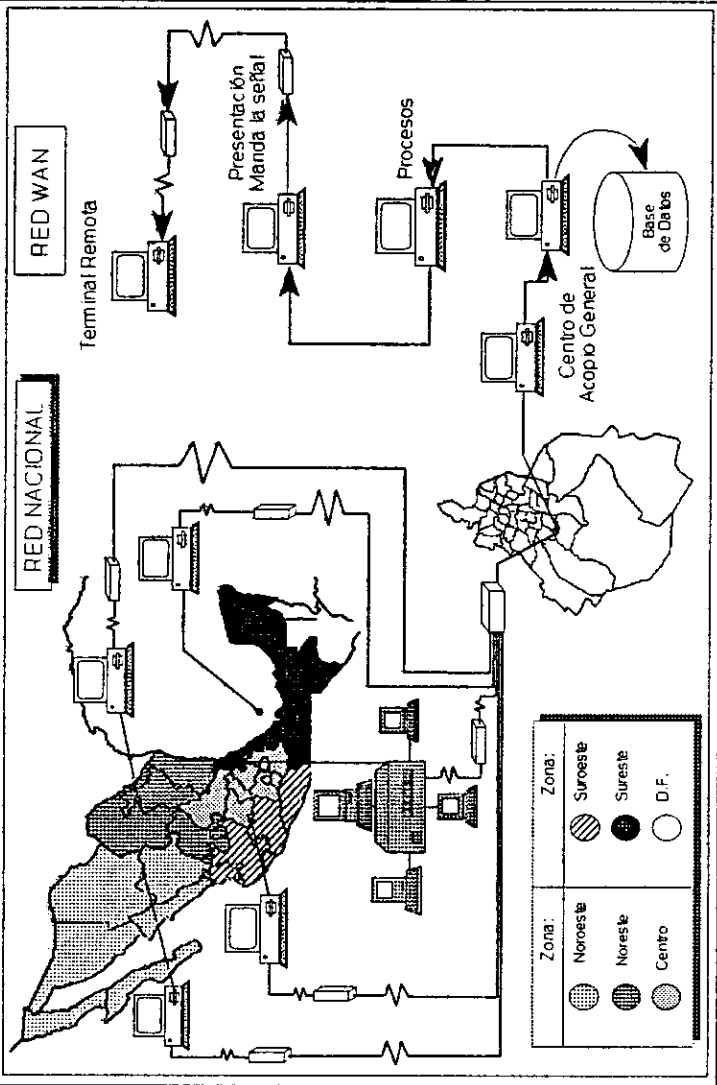 RED NACIONAL
RED WAN
Terminal Remota
Presentación
Manda la señal
Procesos
Centro de
Acopio General
Base
de Datos
Zona:
Noroeste
Noreste
Centro
Zona:
Suroeste
Sureste
D.F.